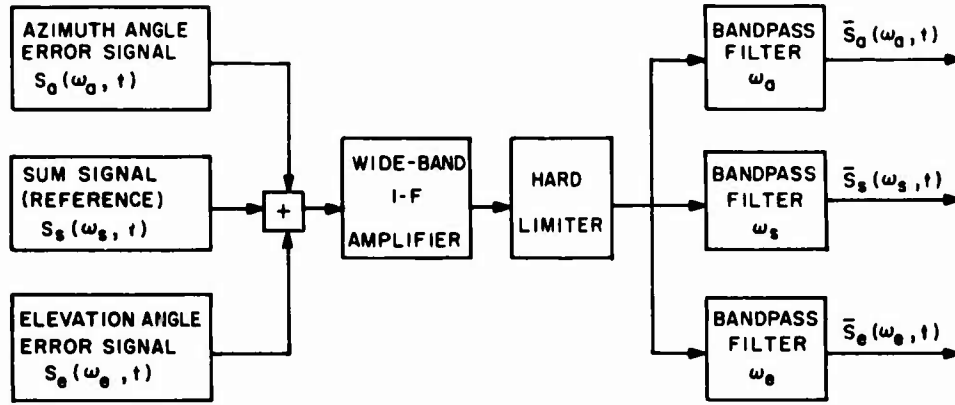 AZIMUTH ANGLE
ERROR SIGNAL
Sₐ(ωₐ, t)
SUM SIGNAL
(REFERENCE)
Sₛ(ωₛ, t)
ELEVATION ANGLE
ERROR SIGNAL
Sₑ(ωₑ, t)
+
WIDE-BAND
I-F
AMPLIFIER
HARD
LIMITER
BANDPASS
FILTER
ωₐ
S̄ₐ(ωₐ, t)
BANDPASS
FILTER
ωₛ
S̄ₛ(ωₛ, t)
BANDPASS
FILTER
ωₑ
S̄ₑ(ωₑ, t)